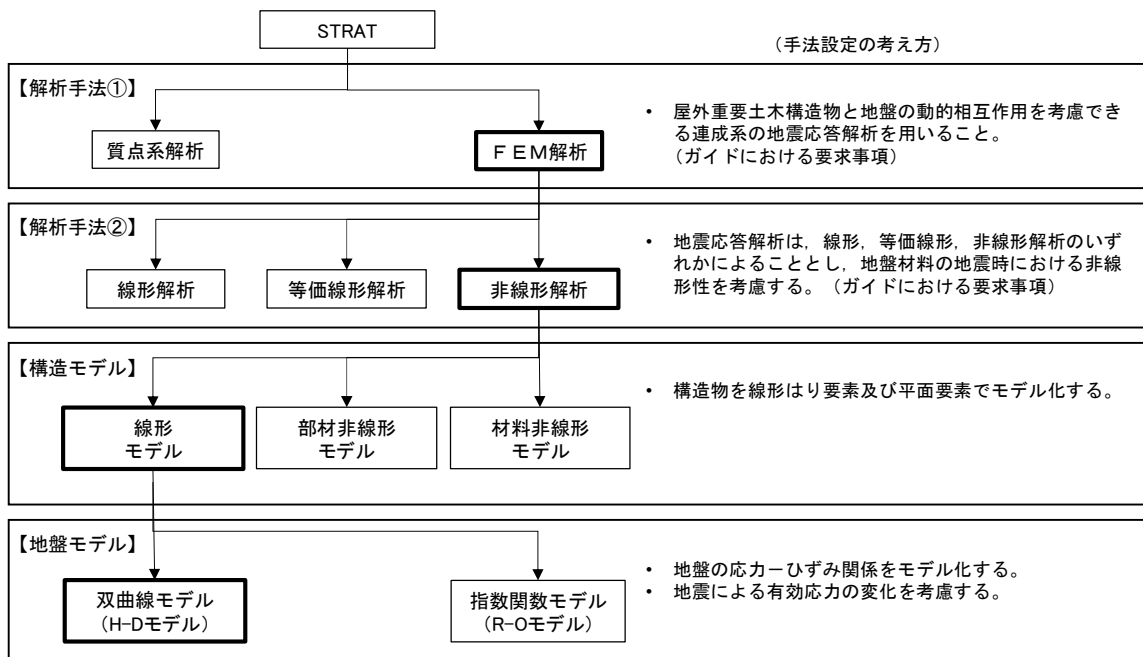 STRAT
(手法設定の考え方)
【解析手法①】
質点系解析
FEM解析
・ 屋外重要土木構造物と地盤の動的相互作用を考慮でき
る連成系の地震応答解析を用いること。
(ガイドにおける要求事項)
【解析手法②】
線形解析
等価線形解析
非線形解析
・ 地震応答解析は，線形，等価線形，非線形解析のいず
れかによることとし，地盤材料の地震時における非線
形性を考慮する。(ガイドにおける要求事項)
【構造モデル】
線形
モデル
部材非線形
モデル
材料非線形
モデル
・ 構造物を線形はり要素及び平面要素でモデル化する。
【地盤モデル】
双曲線モデル
(H-Dモデル)
指数関数モデル
(R-Oモデル)
・ 地盤の応力－ひずみ関係をモデル化する。
・ 地震による有効応力の変化を考慮する。